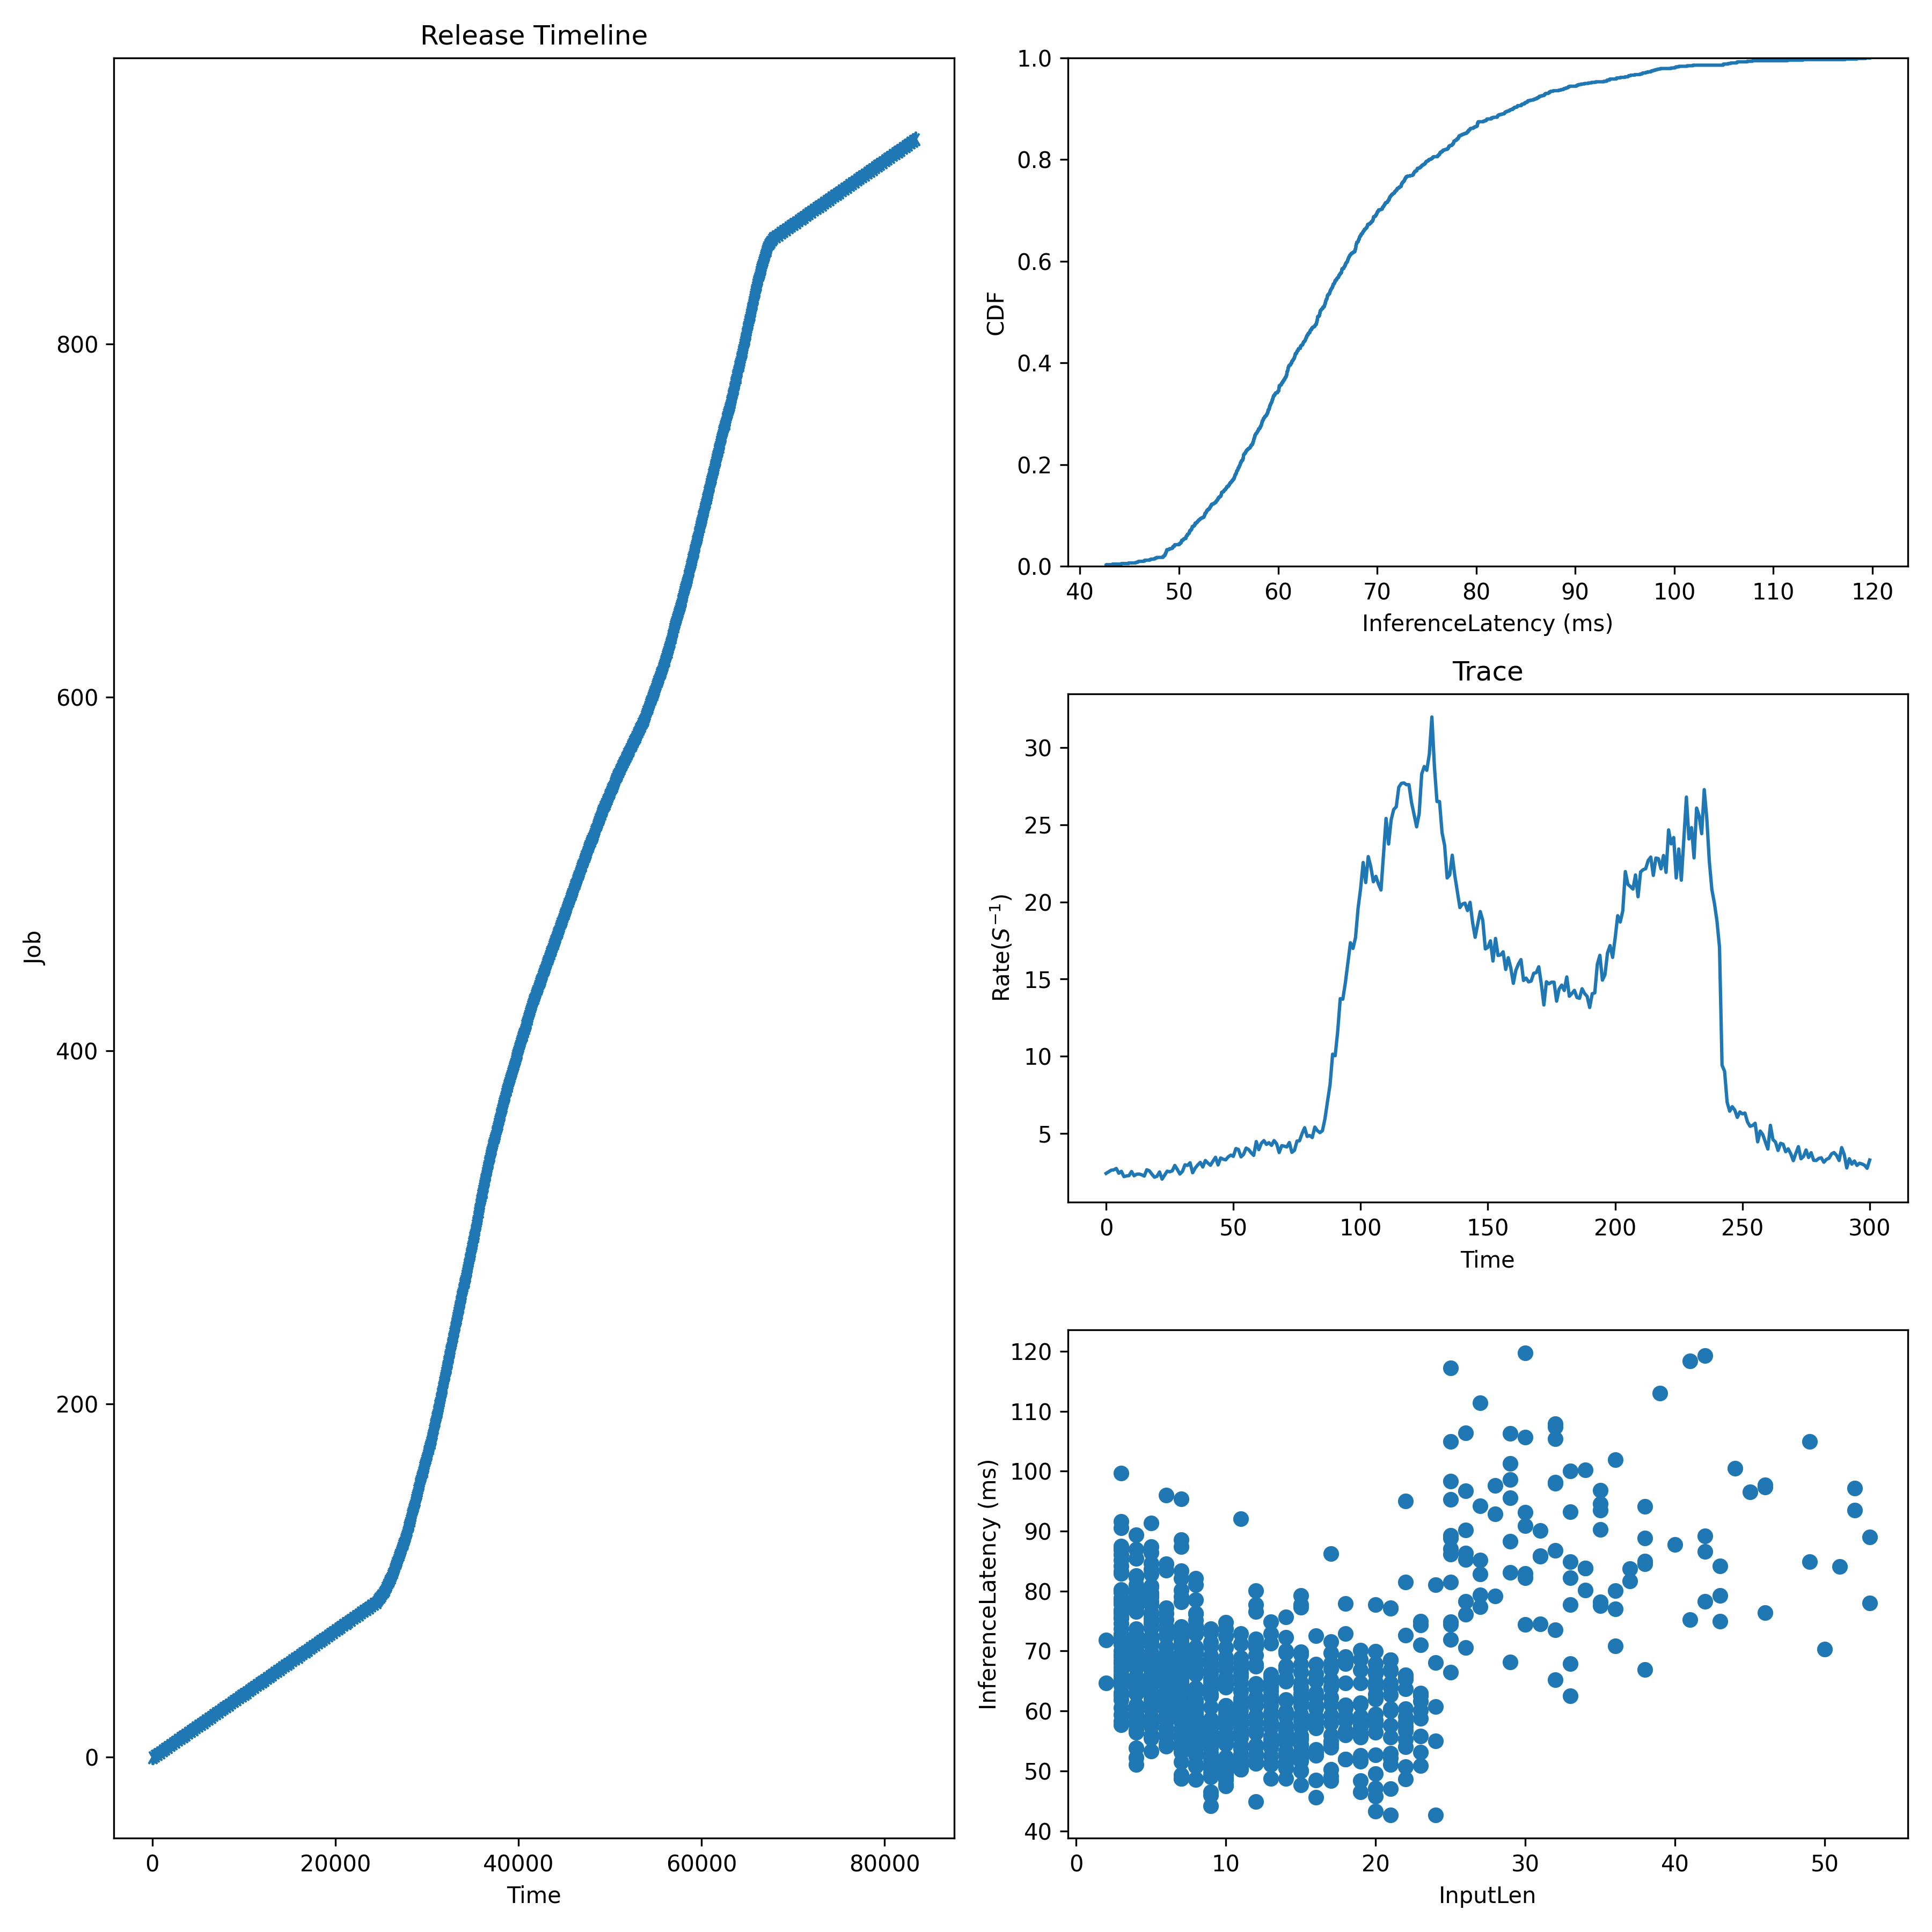 Release Timeline
Job
800
600
400
200
0
0 20000 40000 60000 80000
Time
CDF
1.0
0.8
0.6
0.4
0.2
0.0
40 50 60 70 80 90 100 110 120
InferenceLatency (ms)
Trace
Rate(S⁻¹)
30
25
20
15
10
5
0 50 100 150 200 250 300
Time
InferenceLatency (ms)
120
110
100
90
80
70
60
50
40
0 10 20 30 40 50
InputLen